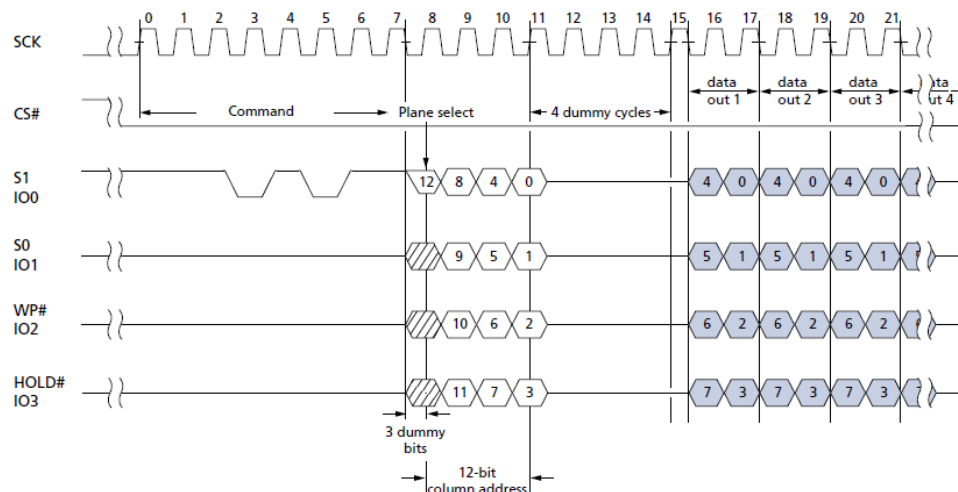 0 1 2 3 4 5 6 7 8 9 10 11 12 13 14 15 16 17 18 19 20 21
SCK
data out 1
data out 2
data out 3
ut 4
CS#
Command
Plane select
4 dummy cycles
S1
IO0
12 8 4 0 4 0 4 0 4 0
S0
IO1
9 5 1 5 1 5 1 5 1
WP#
IO2
10 6 2 6 2 6 2 6 2
HOLD#
IO3
11 7 3 7 3 7 3 7 3
3 dummy
bits
12-bit
column address